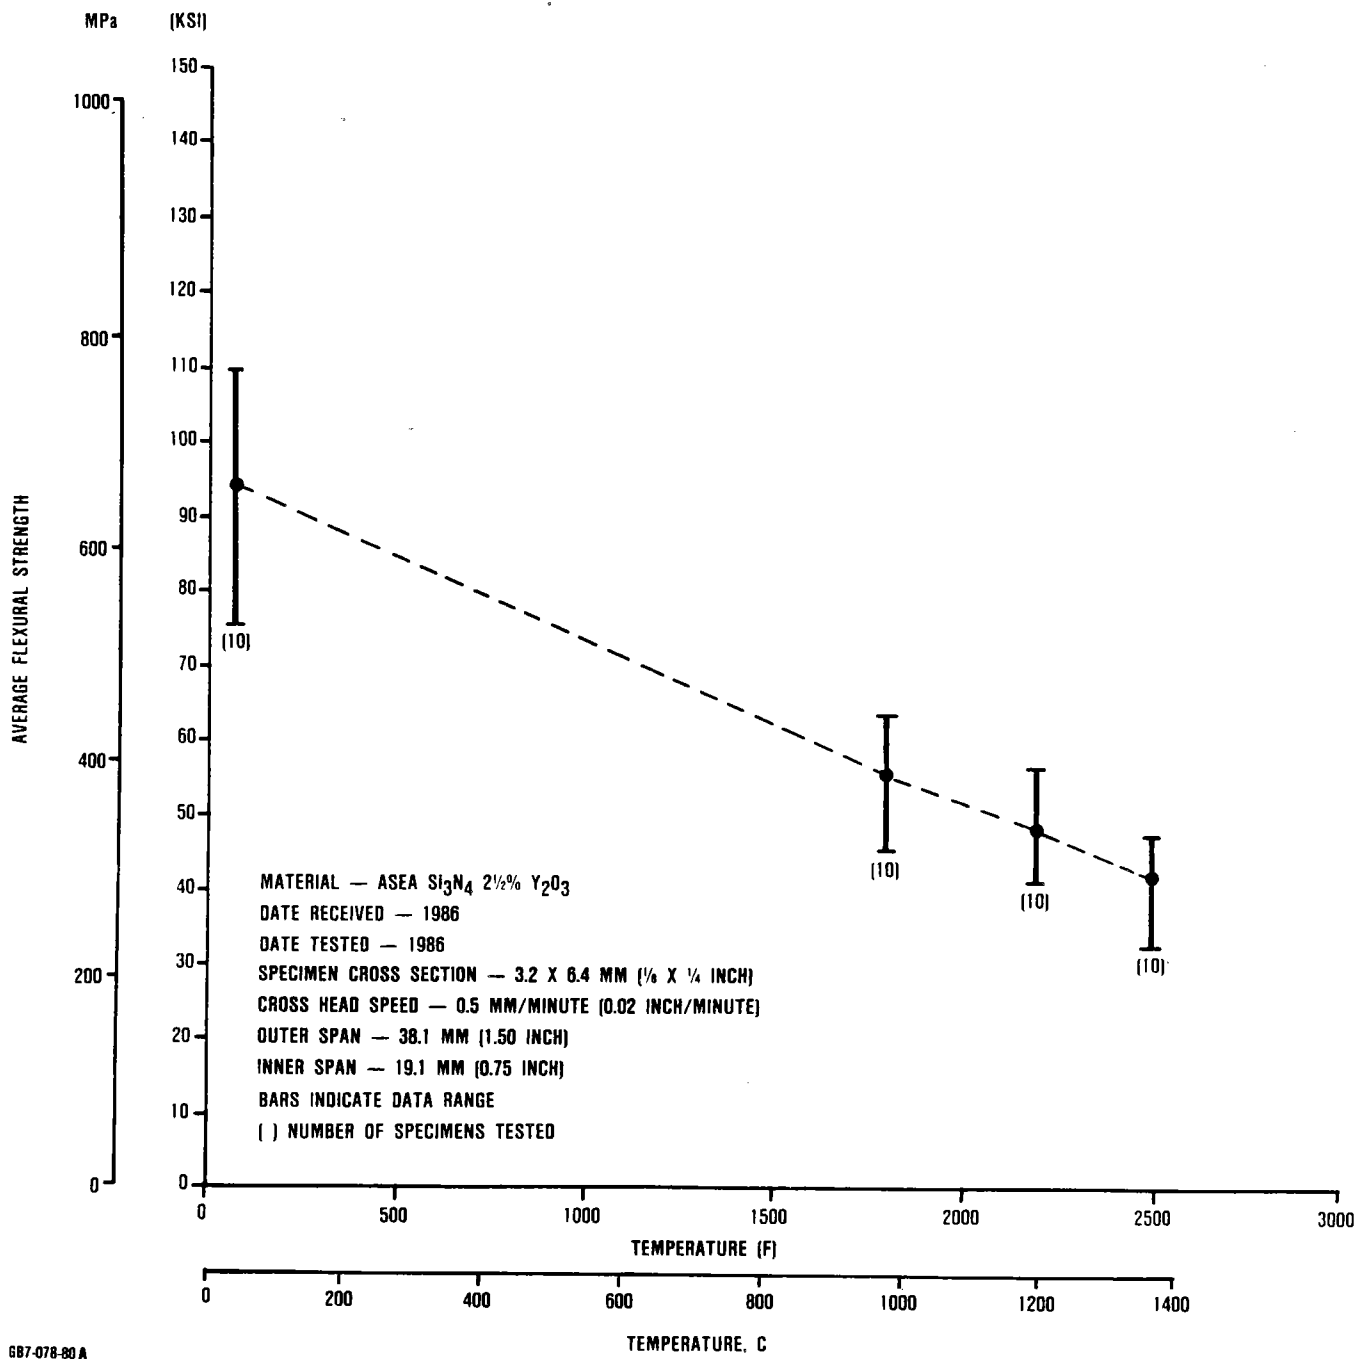 MPa (KSI)
150
1000
140
130
120
800
110
100
90
600
80
(10)
70
AVERAGE FLEXURAL STRENGTH
60
400
50
(10)
40
(10)
(10)
MATERIAL — ASEA Si₃N₄ 2½% Y₂O₃
DATE RECEIVED — 1986
DATE TESTED — 1986
SPECIMEN CROSS SECTION — 3.2 X 6.4 MM (⅛ X ¼ INCH)
CROSS HEAD SPEED — 0.5 MM/MINUTE (0.02 INCH/MINUTE)
OUTER SPAN — 38.1 MM (1.50 INCH)
INNER SPAN — 19.1 MM (0.75 INCH)
BARS INDICATE DATA RANGE
( ) NUMBER OF SPECIMENS TESTED
30
200
20
10
0
0
0 500 1000 1500 2000 2500 3000
TEMPERATURE (F)
0 200 400 600 800 1000 1200 1400
TEMPERATURE, C
GB7-078-80 A